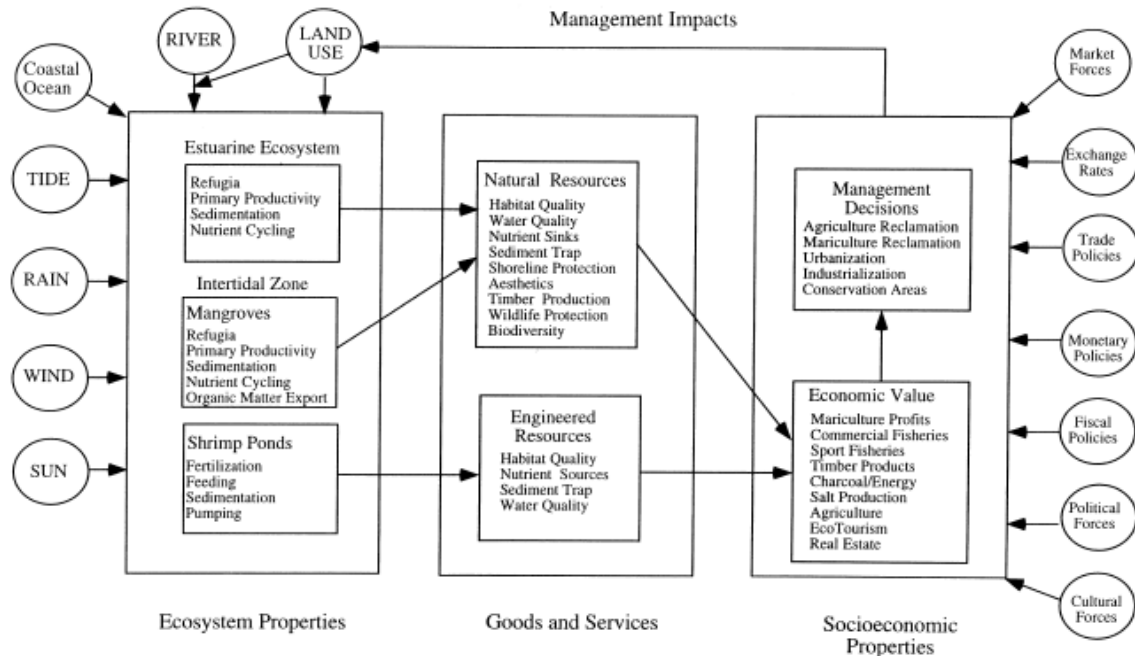 Management Impacts
RIVER
LAND
USE
Coastal
Ocean
TIDE
RAIN
WIND
SUN
Estuarine Ecosystem
Refugia
Primary Productivity
Sedimentation
Nutrient Cycling
Intertidal Zone
Mangroves
Refugia
Primary Productivity
Sedimentation
Nutrient Cycling
Organic Matter Export
Shrimp Ponds
Fertilization
Feeding
Sedimentation
Pumping
Ecosystem Properties
Natural Resources
Habitat Quality
Water Quality
Nutrient Sinks
Sediment Trap
Shoreline Protection
Aesthetics
Timber Production
Wildlife Protection
Biodiversity
Engineered
Resources
Habitat Quality
Nutrient Sources
Sediment Trap
Water Quality
Goods and Services
Management
Decisions
Agriculture Reclamation
Mariculture Reclamation
Urbanization
Industrialization
Conservation Areas
Economic Value
Mariculture Profits
Commercial Fisheries
Sport Fisheries
Timber Products
Charcoal/Energy
Salt Production
Agriculture
EcoTourism
Real Estate
Socioeconomic
Properties
Market
Forces
Exchange
Rates
Trade
Policies
Monetary
Policies
Fiscal
Policies
Political
Forces
Cultural
Forces